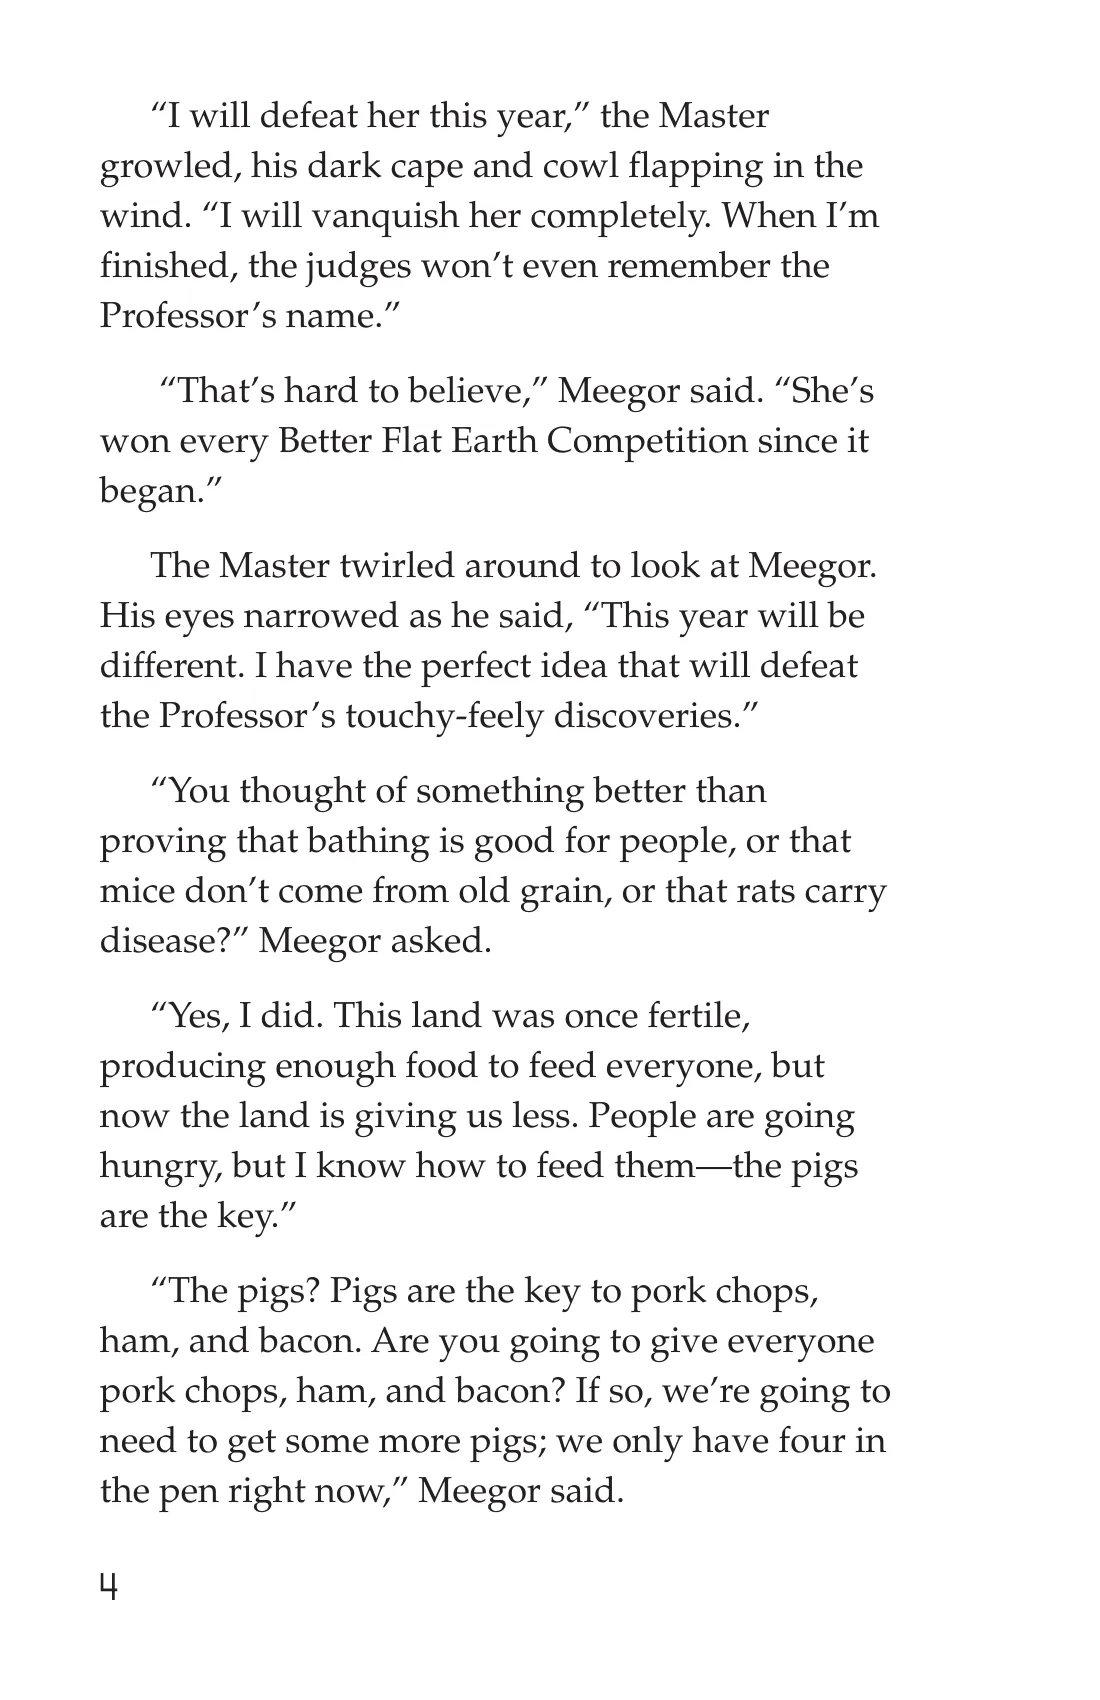 “I will defeat her this year,” the Master
growled, his dark cape and cowl flapping in the
wind. “I will vanquish her completely. When I’m
finished, the judges won’t even remember the
Professor’s name.”
“That’s hard to believe,” Meegor said. “She’s
won every Better Flat Earth Competition since it
began.”
The Master twirled around to look at Meegor.
His eyes narrowed as he said, “This year will be
different. I have the perfect idea that will defeat
the Professor’s touchy-feely discoveries.”
“You thought of something better than
proving that bathing is good for people, or that
mice don’t come from old grain, or that rats carry
disease?” Meegor asked.
“Yes, I did. This land was once fertile,
producing enough food to feed everyone, but
now the land is giving us less. People are going
hungry, but I know how to feed them—the pigs
are the key.”
“The pigs? Pigs are the key to pork chops,
ham, and bacon. Are you going to give everyone
pork chops, ham, and bacon? If so, we’re going to
need to get some more pigs; we only have four in
the pen right now,” Meegor said.
4